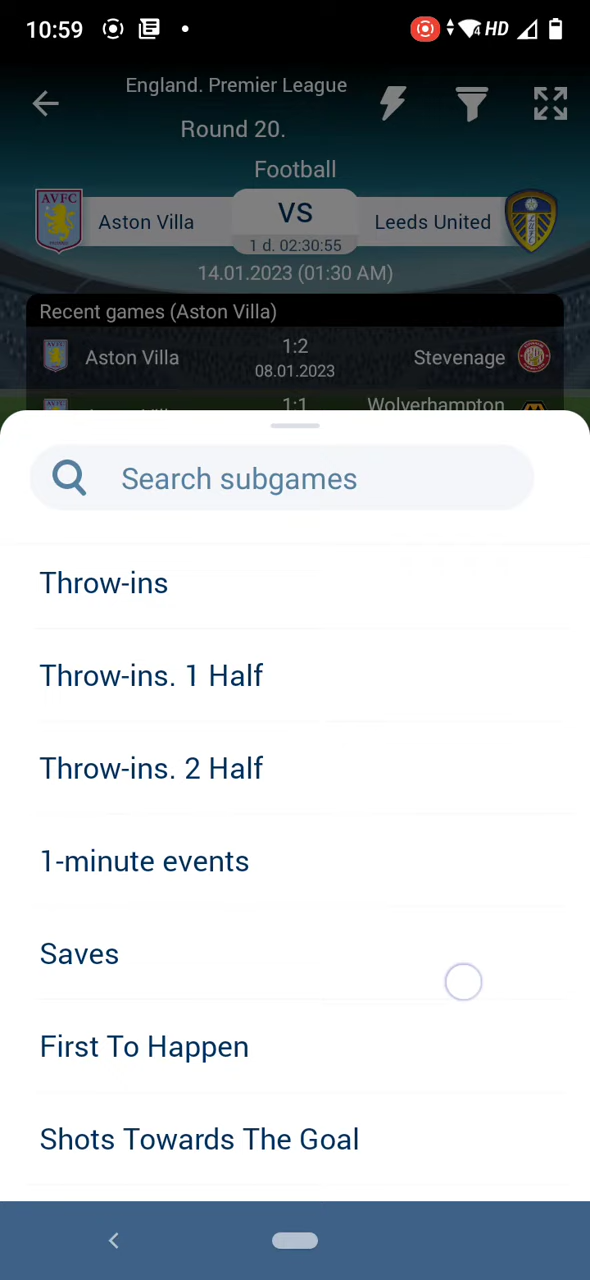 10:59
HD
England. Premier League
Round 20.
Football
AVFC
Aston Villa
VS
Leeds United
1 d. 02:30:55
14.01.2023 (01:30 AM)
Recent games (Aston Villa)
Aston Villa
1:2
Stevenage
08.01.2023
1:1
Wolverhampton
Search subgames
Throw-ins
Throw-ins. 1 Half
Throw-ins. 2 Half
1-minute events
Saves
First To Happen
Shots Towards The Goal